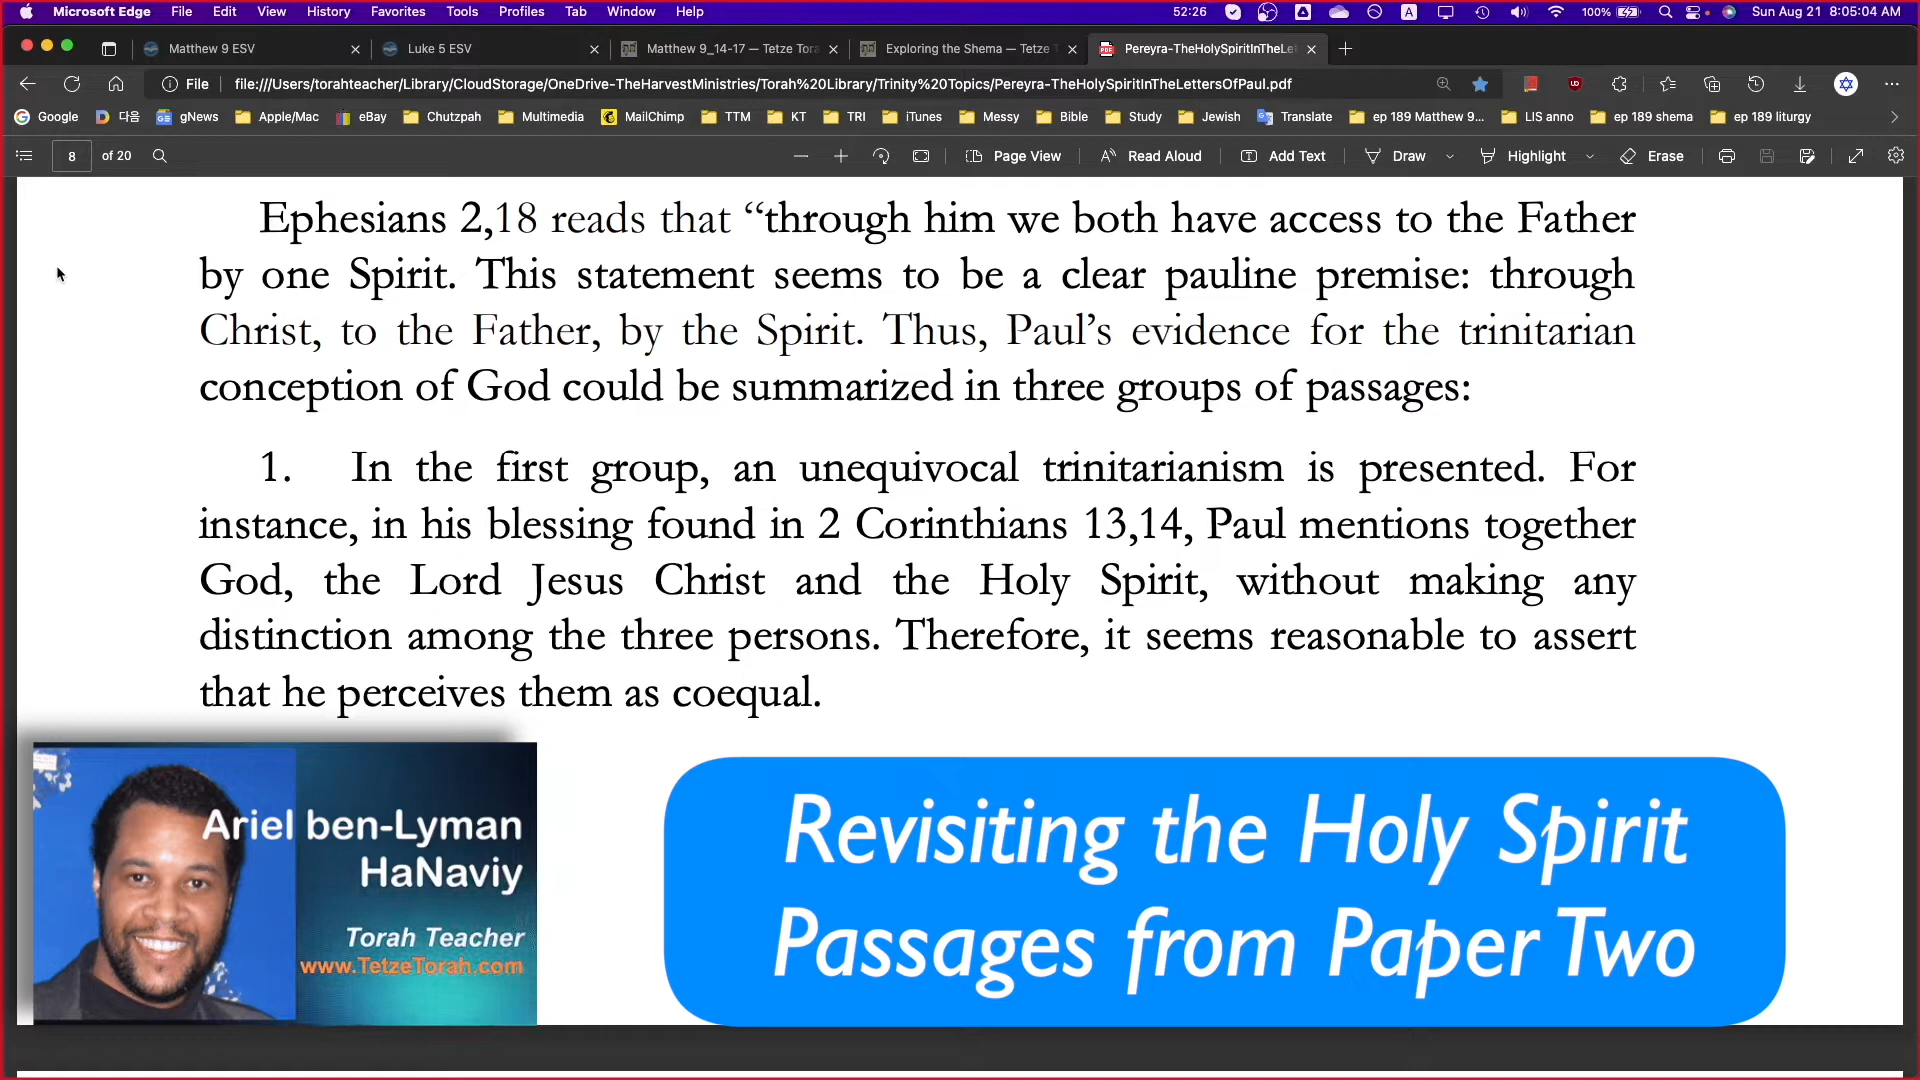 Microsoft Edge File Edit View History Favorites Tools Profiles Tab Window Help 52:26 A 100% Sun Aug 21 8:05:04 AM
Matthew 9 ESV Luke 5 ESV Matthew 9_14-17 — Tetze Tora Exploring the Shema — Tetze T Pereyra-TheHolySpiritInTheLet
File file:///Users/torahteacher/Library/CloudStorage/OneDrive-TheHarvestMinistries/Torah%20Library/Trinity%20Topics/Pereyra-TheHolySpiritInTheLettersOfPaul.pdf
Google 다음 gNews Apple/Mac eBay Chutzpah Multimedia MailChimp TTM KT TRI iTunes Messy Bible Study Jewish Translate ep 189 Matthew 9... LIS anno ep 189 shema ep 189 liturgy
8 of 20 Page View Read Aloud Add Text Draw Highlight Erase
Ephesians 2,18 reads that “through him we both have access to the Father
by one Spirit. This statement seems to be a clear pauline premise: through
Christ, to the Father, by the Spirit. Thus, Paul’s evidence for the trinitarian
conception of God could be summarized in three groups of passages:
1. In the first group, an unequivocal trinitarianism is presented. For
instance, in his blessing found in 2 Corinthians 13,14, Paul mentions together
God, the Lord Jesus Christ and the Holy Spirit, without making any
distinction among the three persons. Therefore, it seems reasonable to assert
that he perceives them as coequal.
Ariel ben-Lyman
HaNaviy
Torah Teacher
www.TetzeTorah.com
Revisiting the Holy Spirit
Passages from Paper Two